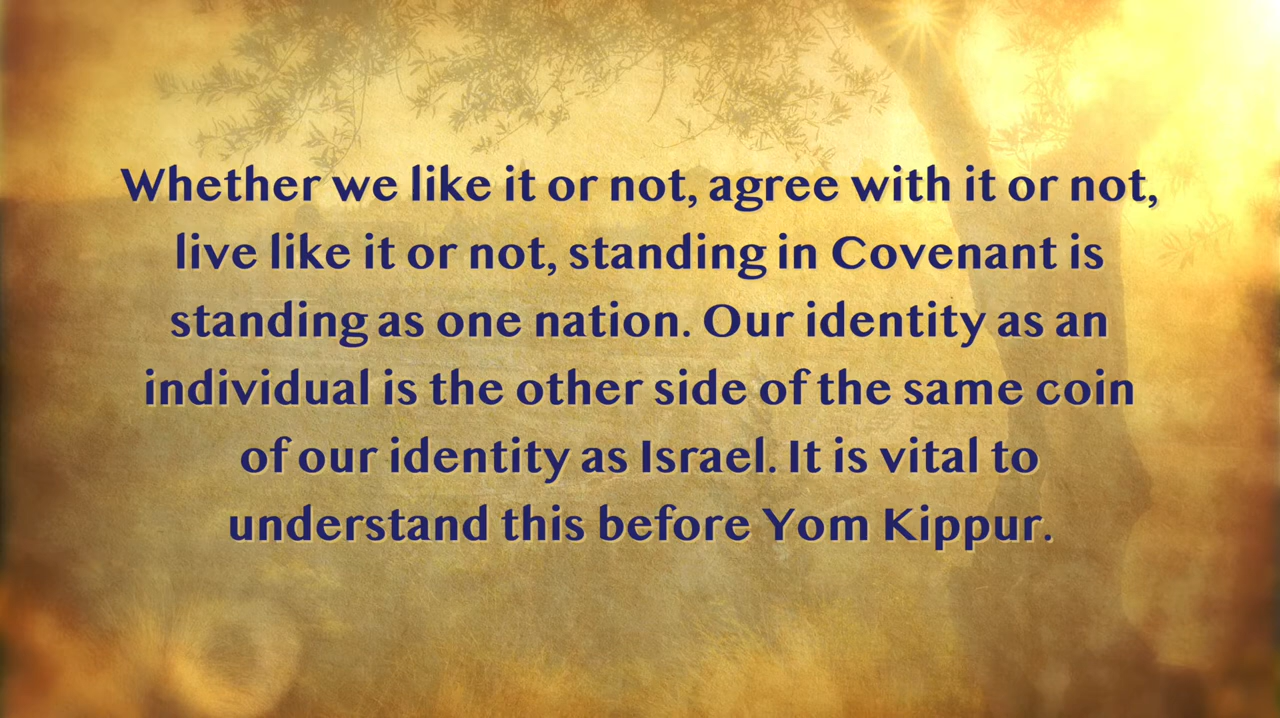 Whether we like it or not, agree with it or not,
live like it or not, standing in Covenant is
standing as one nation. Our identity as an
individual is the other side of the same coin
of our identity as Israel. It is vital to
understand this before Yom Kippur.